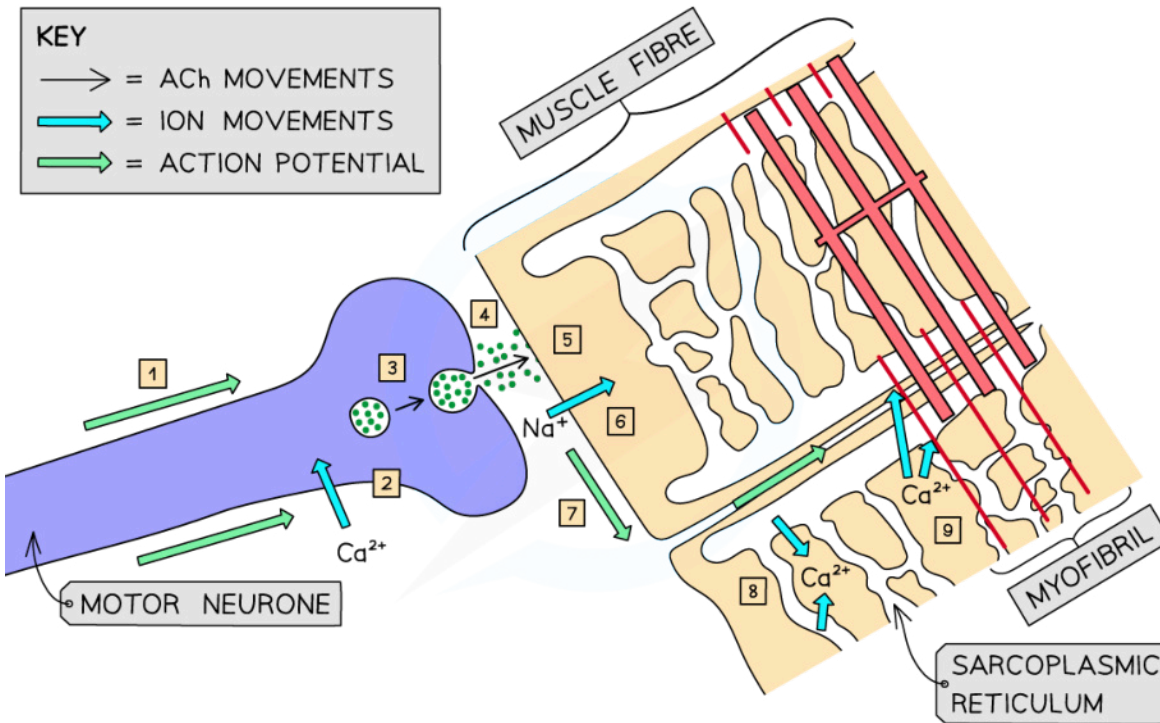 KEY
= ACh MOVEMENTS
= ION MOVEMENTS
= ACTION POTENTIAL
MUSCLE FIBRE
1
2
3
4
5
6
7
8
9
Na⁺
Ca²⁺
Ca²⁺
Ca²⁺
MOTOR NEURONE
MYOFIBRIL
SARCOPLASMIC
RETICULUM